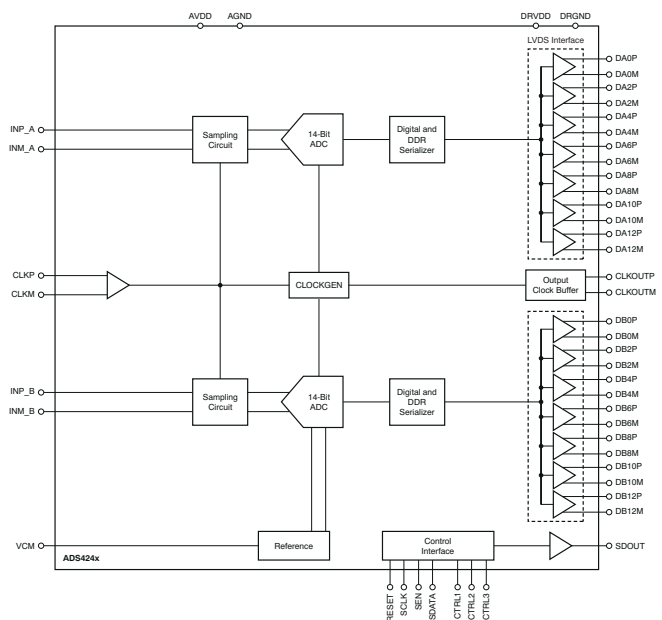 AVDD
AGND
DRVDD
DRGND
LVDS Interface
DA0P
DA0M
DA2P
DA2M
DA4P
DA4M
DA6P
DA6M
DA8P
DA8M
DA10P
DA10M
DA12P
DA12M
INP_A
INM_A
Sampling
Circuit
14-Bit
ADC
Digital and
DDR
Serializer
CLKP
CLKM
CLOCKGEN
Output
Clock Buffer
CLKOUTP
CLKOUTM
INP_B
INM_B
Sampling
Circuit
14-Bit
ADC
Digital and
DDR
Serializer
DB0P
DB0M
DB2P
DB2M
DB4P
DB4M
DB6P
DB6M
DB8P
DB8M
DB10P
DB10M
DB12P
DB12M
VCM
Reference
Control
Interface
SDOUT
ADS424x
RESET
SCLK
SEN
SDATA
CTRL1
CTRL2
CTRL3